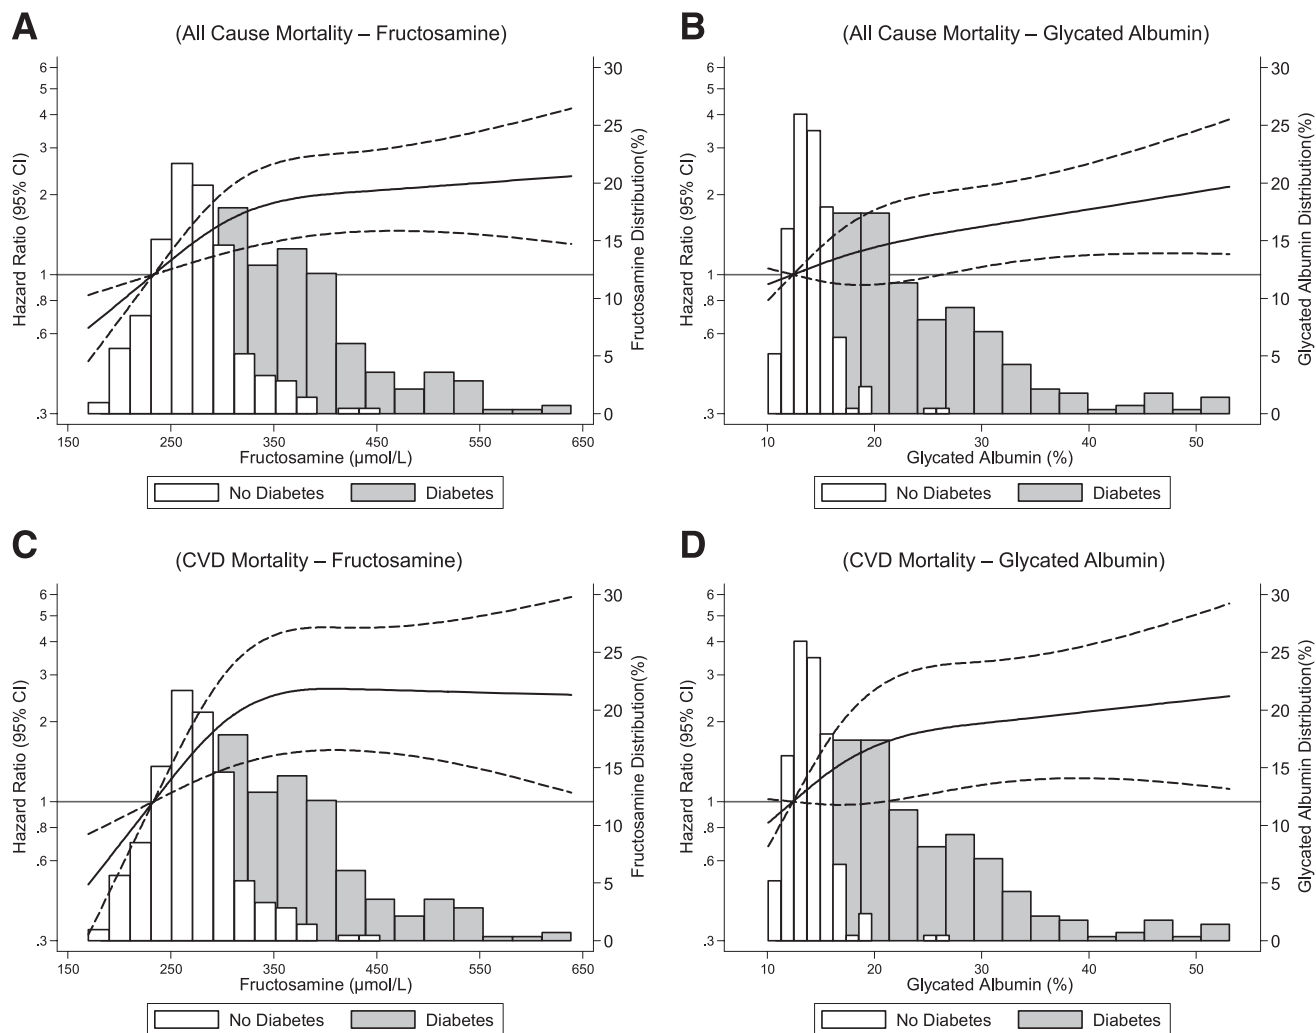 A
(All Cause Mortality – Fructosamine)
Hazard Ratio (95% CI)
6
5
4
3
2
1
.8
.6
.3
30
25
20
15
10
5
0
Fructosamine Distribution(%)
150 250 350 450 550 650
Fructosamine (µmol/L)
No Diabetes Diabetes
B
(All Cause Mortality – Glycated Albumin)
Hazard Ratio (95% CI)
6
5
4
3
2
1
.8
.6
.3
30
25
20
15
10
5
0
Glycated Albumin Distribution(%)
10 20 30 40 50
Glycated Albumin (%)
No Diabetes Diabetes
C
(CVD Mortality – Fructosamine)
Hazard Ratio (95% CI)
6
5
4
3
2
1
.8
.6
.3
30
25
20
15
10
5
0
Fructosamine Distribution(%)
150 250 350 450 550 650
Fructosamine (µmol/L)
No Diabetes Diabetes
D
(CVD Mortality – Glycated Albumin)
Hazard Ratio (95% CI)
6
5
4
3
2
1
.8
.6
.3
30
25
20
15
10
5
0
Glycated Albumin Distribution(%)
10 20 30 40 50
Glycated Albumin (%)
No Diabetes Diabetes